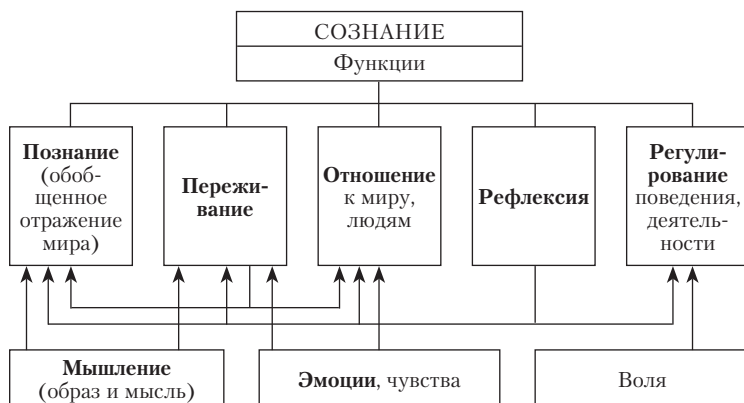 СОЗНАНИЕ
Функции
Познание
(обоб-
щенное
отражение
мира)
Пережи-
вание
Отношение
к миру,
людям
Рефлексия
Регули-
рование
поведения,
деятель-
ности
Мышление
(образ и мысль)
Эмоции, чувства
Воля